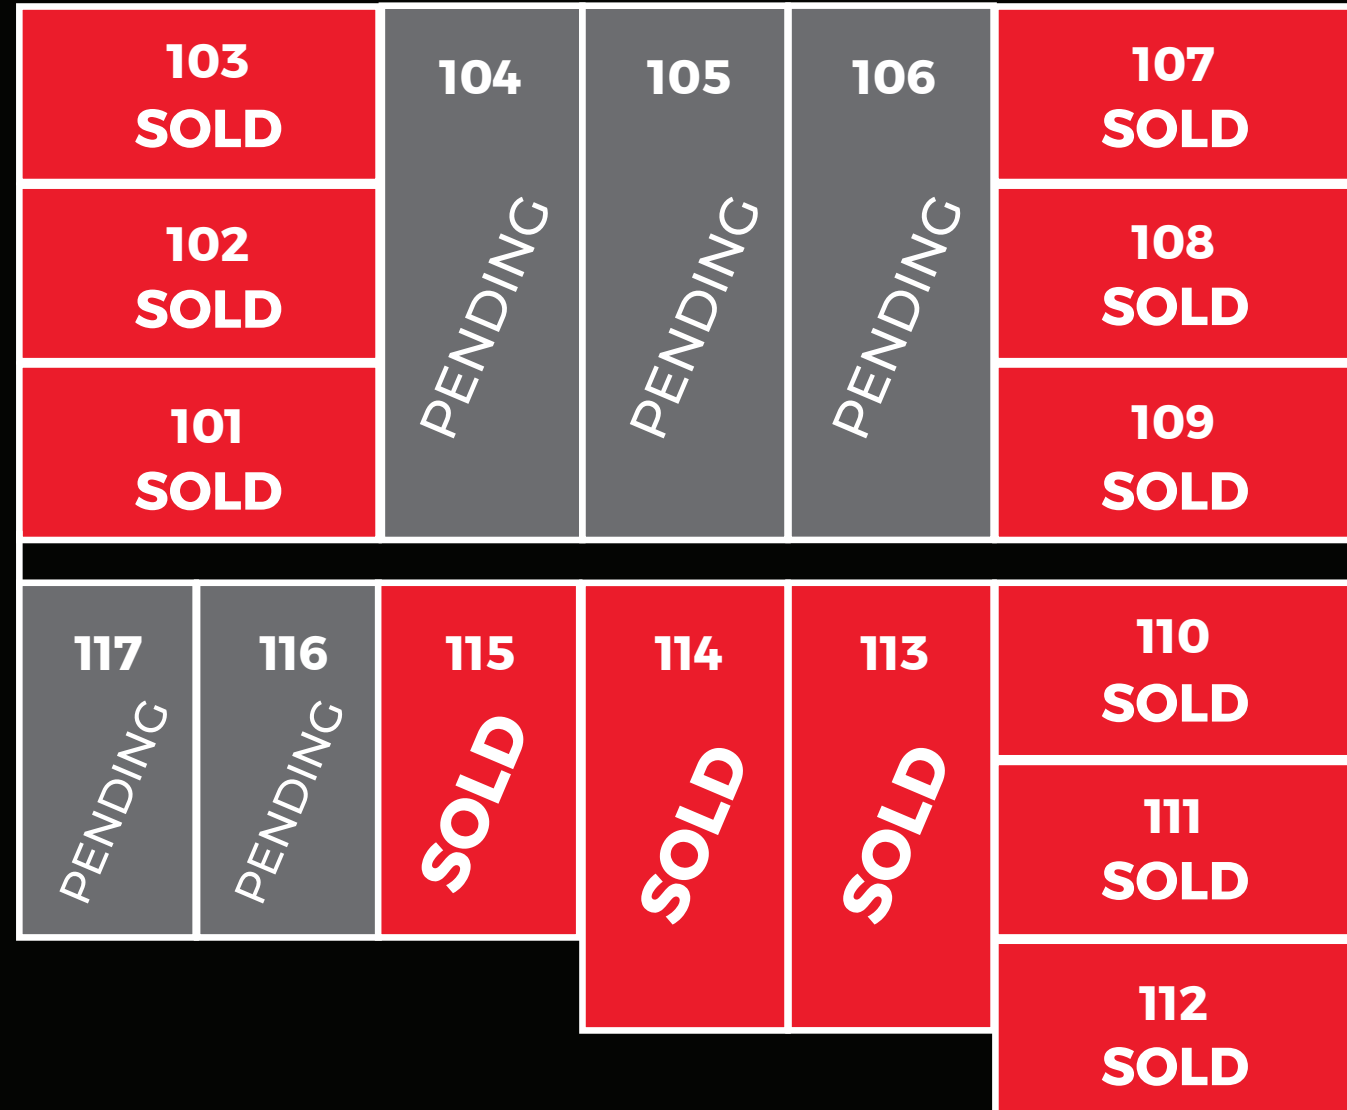 103
SOLD
104
PENDING
105
PENDING
106
PENDING
107
SOLD
102
SOLD
108
SOLD
101
SOLD
109
SOLD
117
PENDING
116
PENDING
115
SOLD
114
SOLD
113
SOLD
110
SOLD
111
SOLD
112
SOLD